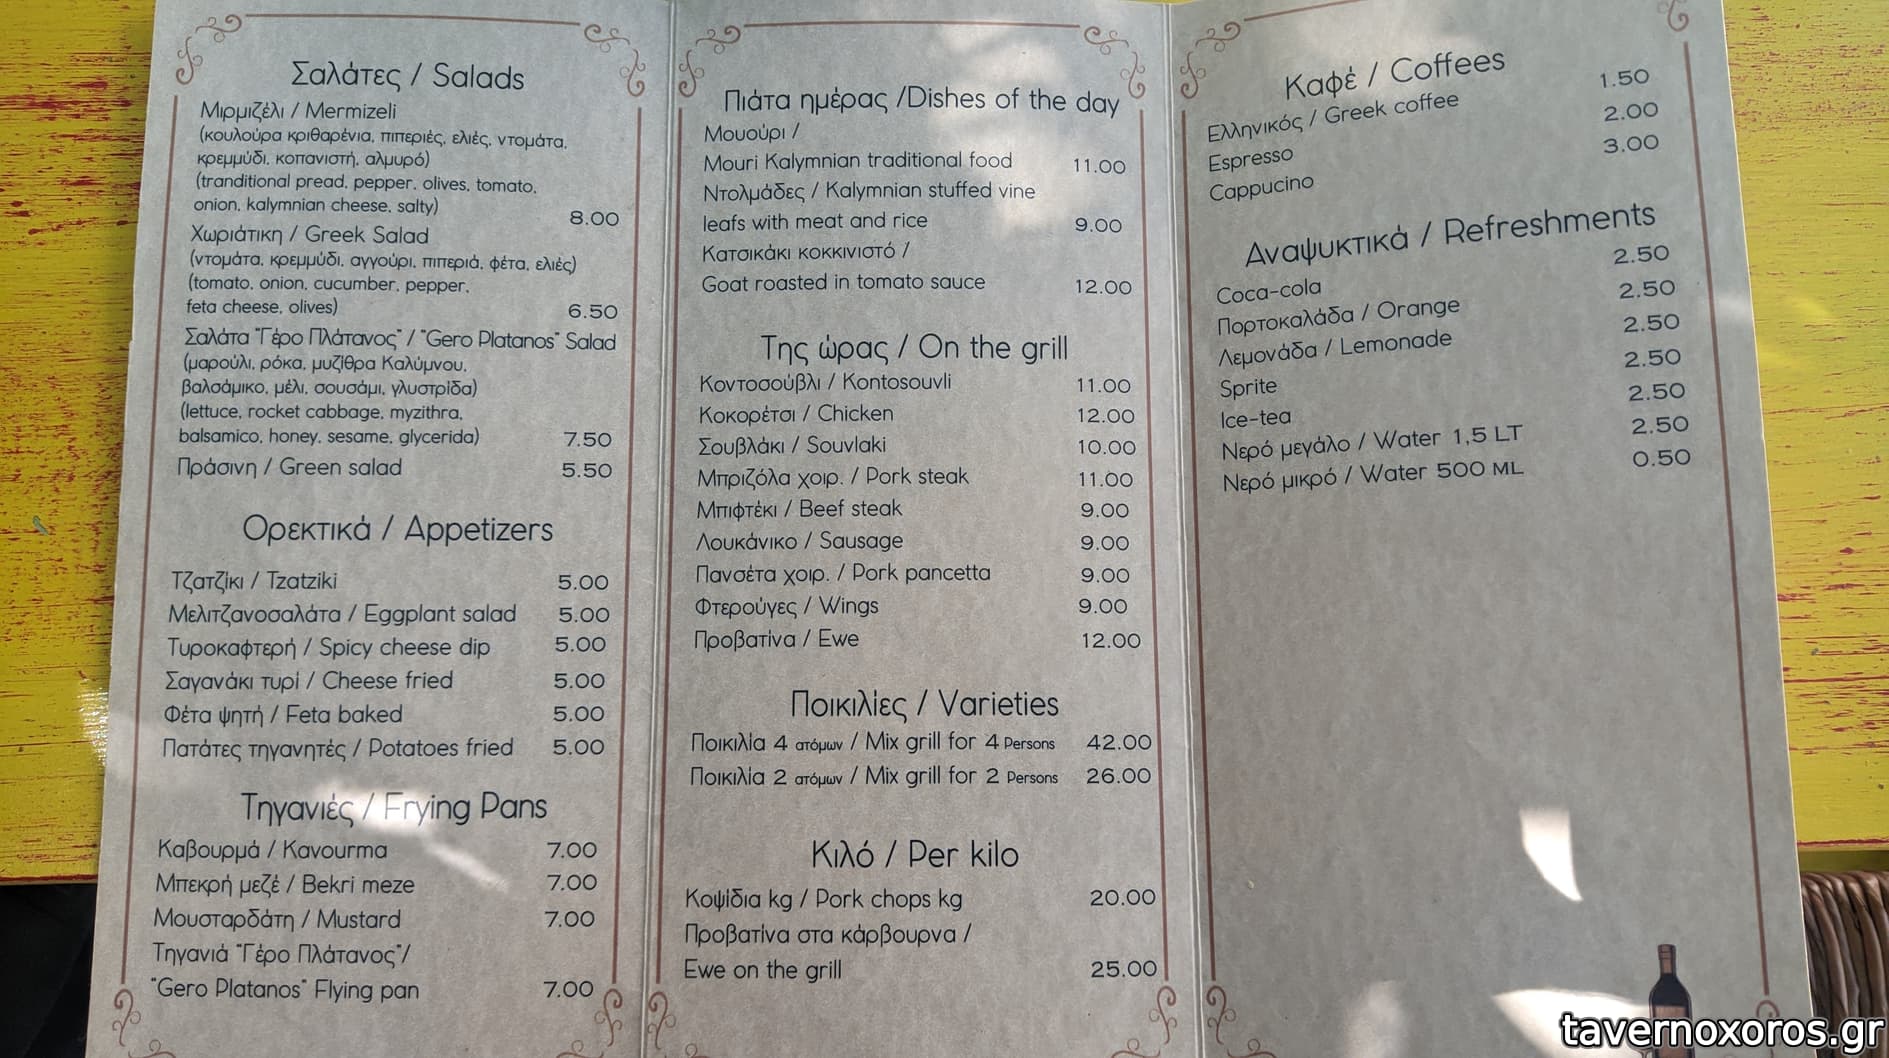 Σαλάτες / Salads
Μιρμιζέλι / Mermizeli
(κουλούρα κριθαρένια, πιπεριές, ελιές, ντομάτα,
κρεμμύδι, κοπανιστή, αλμυρό)
(tranditional pread, pepper, olives, tomato,
onion, kalymnian cheese, salty) 8.00
Χωριάτικη / Greek Salad
(ντομάτα, κρεμμύδι, αγγούρι, πιπεριά, φέτα, ελιές)
(tomato, onion, cucumber, pepper,
feta cheese, olives) 6.50
Σαλάτα "Γέρο Πλάτανος" / "Gero Platanos" Salad
(μαρούλι, ρόκα, μυζίθρα Καλύμνου,
βαλσάμικο, μέλι, σουσάμι, γλυστρίδα)
(lettuce, rocket cabbage, myzithra,
balsamico, honey, sesame, glycerida) 7.50
Πράσινη / Green salad 5.50
Ορεκτικά / Appetizers
Τζατζίκι / Tzatziki 5.00
Μελιτζανοσαλάτα / Eggplant salad 5.00
Τυροκαφτερή / Spicy cheese dip 5.00
Σαγανάκι τυρί / Cheese fried 5.00
Φέτα ψητή / Feta baked 5.00
Πατάτες τηγανητές / Potatoes fried 5.00
Τηγανιές / Frying Pans
Καβουρμά / Kavourma 7.00
Μπεκρή μεζέ / Bekri meze 7.00
Μουσταρδάτη / Mustard 7.00
Τηγανιά "Γέρο Πλάτανος"/
"Gero Platanos" Flying pan 7.00
Πιάτα ημέρας /Dishes of the day
Μουούρι /
Mouri Kalymnian traditional food 11.00
Ντολμάδες / Kalymnian stuffed vine
leafs with meat and rice 9.00
Κατσικάκι κοκκινιστό /
Goat roasted in tomato sauce 12.00
Της ώρας / On the grill
Κοντοσούβλι / Kontosouvli 11.00
Κοκορέτσι / Chicken 12.00
Σουβλάκι / Souvlaki 10.00
Μπριζόλα χοιρ. / Pork steak 11.00
Μπιφτέκι / Beef steak 9.00
Λουκάνικο / Sausage 9.00
Πανσέτα χοιρ. / Pork pancetta 9.00
Φτερούγες / Wings 9.00
Προβατίνα / Ewe 12.00
Ποικιλίες / Varieties
Ποικιλία 4 ατόμων / Mix grill for 4 Persons 42.00
Ποικιλία 2 ατόμων / Mix grill for 2 Persons 26.00
Κιλό / Per kilo
Κοψίδια kg / Pork chops kg 20.00
Προβατίνα στα κάρβουρνα /
Ewe on the grill 25.00
Καφέ / Coffees
Ελληνικός / Greek coffee 1.50
Espresso 2.00
Cappucino 3.00
Αναψυκτικά / Refreshments
Coca-cola 2.50
Πορτοκαλάδα / Orange 2.50
Λεμονάδα / Lemonade 2.50
Sprite 2.50
Ice-tea 2.50
Νερό μεγάλο / Water 1,5 LT 2.50
Νερό μικρό / Water 500 ML 0.50
tavernoxoros.gr